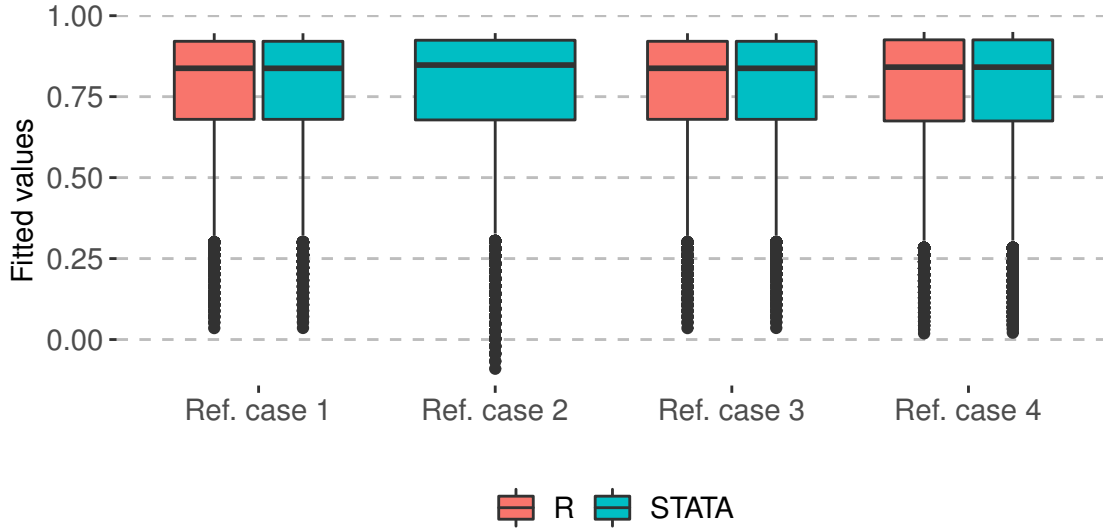 1.00
0.75
0.50
0.25
0.00
Fitted values
Ref. case 1 Ref. case 2 Ref. case 3 Ref. case 4
R STATA